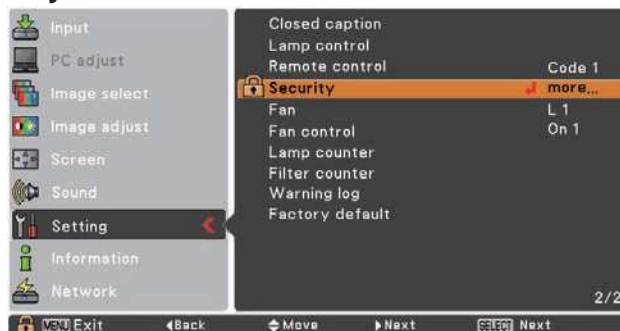 Input
PC adjust
Image select
Image adjust
Screen
Sound
Setting
Information
Network
Closed caption
Lamp control
Remote control Code 1
Security more...
Fan L 1
Fan control On 1
Lamp counter
Filter counter
Warning log
Factory default
2/2
MENU Exit Back Move Next SELECT Next